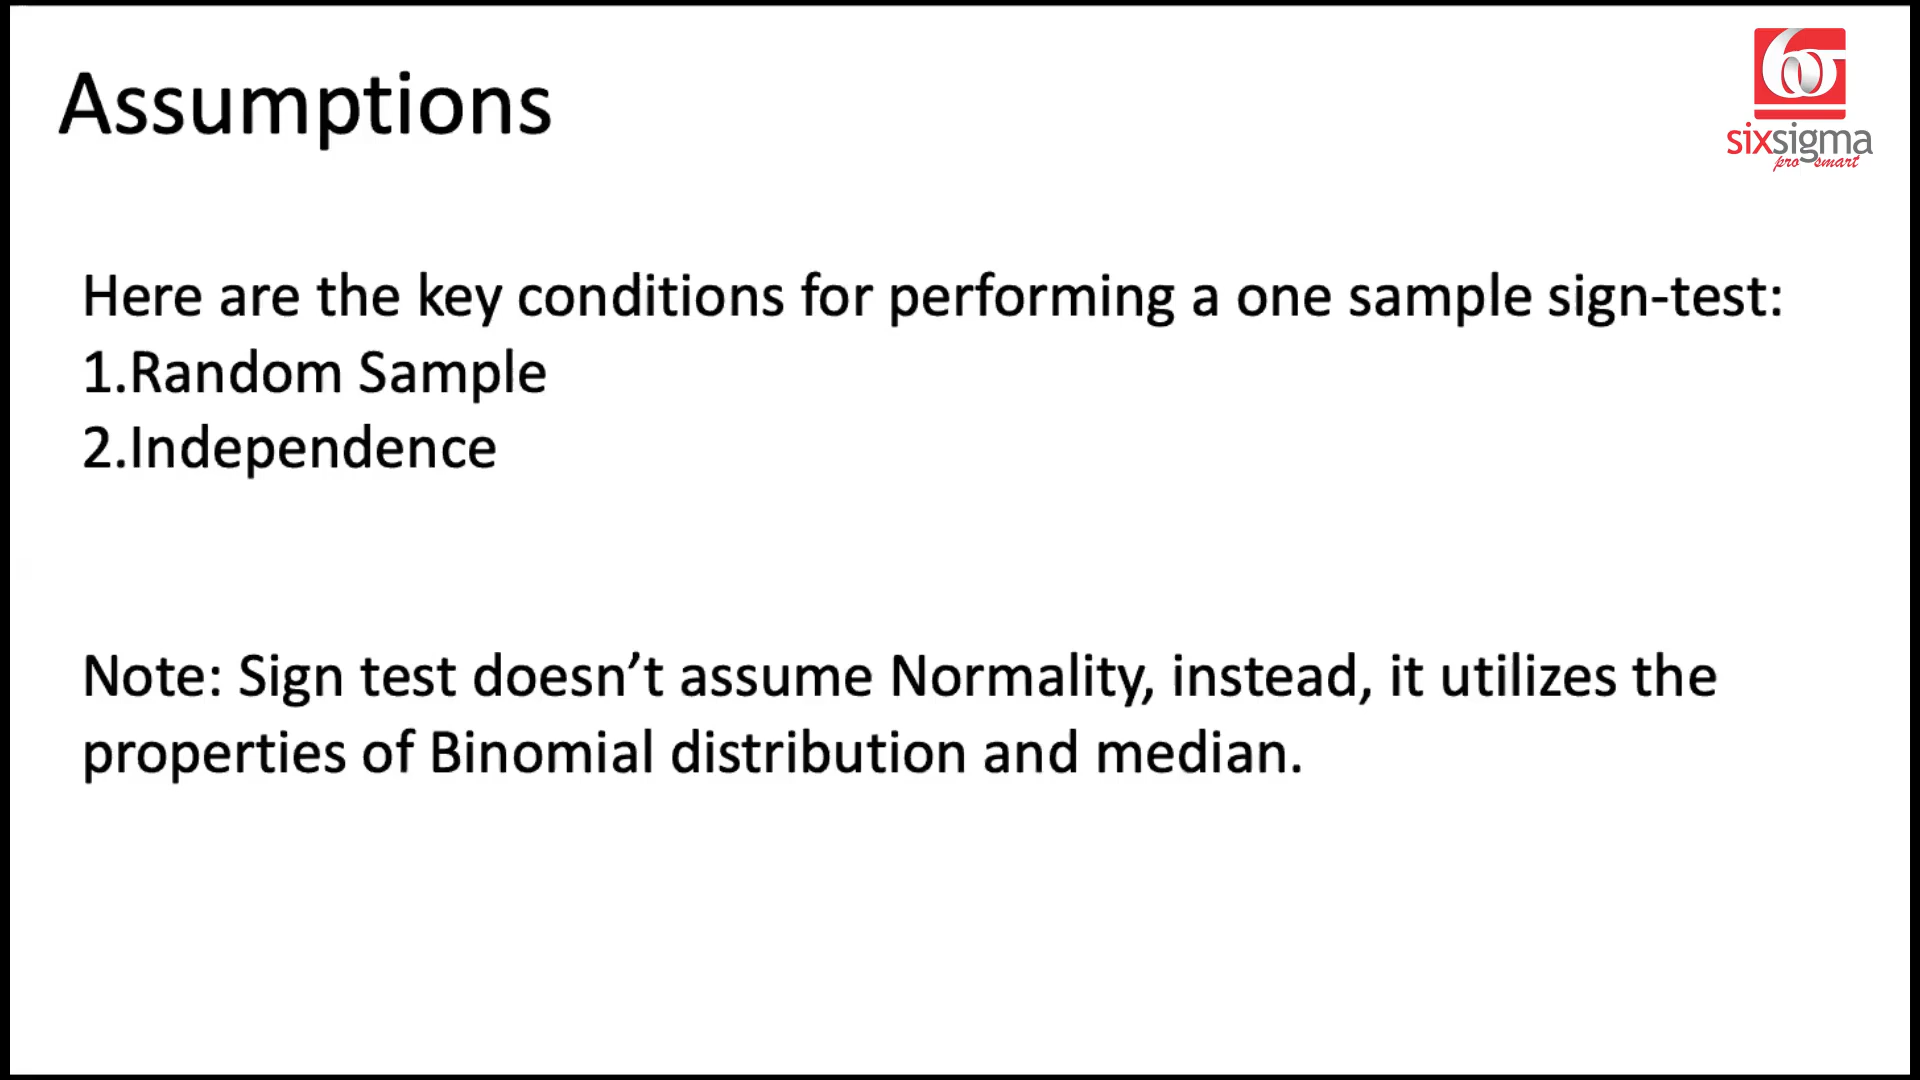 Assumptions
sixsigma
pro smart
Here are the key conditions for performing a one sample sign-test:
1.Random Sample
2.Independence
Note: Sign test doesn’t assume Normality, instead, it utilizes the
properties of Binomial distribution and median.